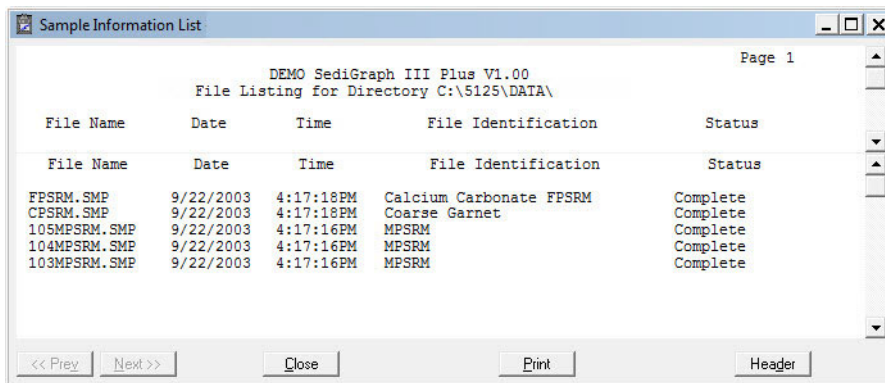 Sample Information List
Page 1
DEMO SediGraph III Plus V1.00
File Listing for Directory C:\5125\DATA\
File Name Date Time File Identification Status
File Name Date Time File Identification Status
FPSRM.SMP 9/22/2003 4:17:18PM Calcium Carbonate FPSRM Complete
CPSRM.SMP 9/22/2003 4:17:18PM Coarse Garnet Complete
105MPSRM.SMP 9/22/2003 4:17:16PM MPSRM Complete
104MPSRM.SMP 9/22/2003 4:17:16PM MPSRM Complete
103MPSRM.SMP 9/22/2003 4:17:16PM MPSRM Complete
<< Prev Next >> Close Print Header